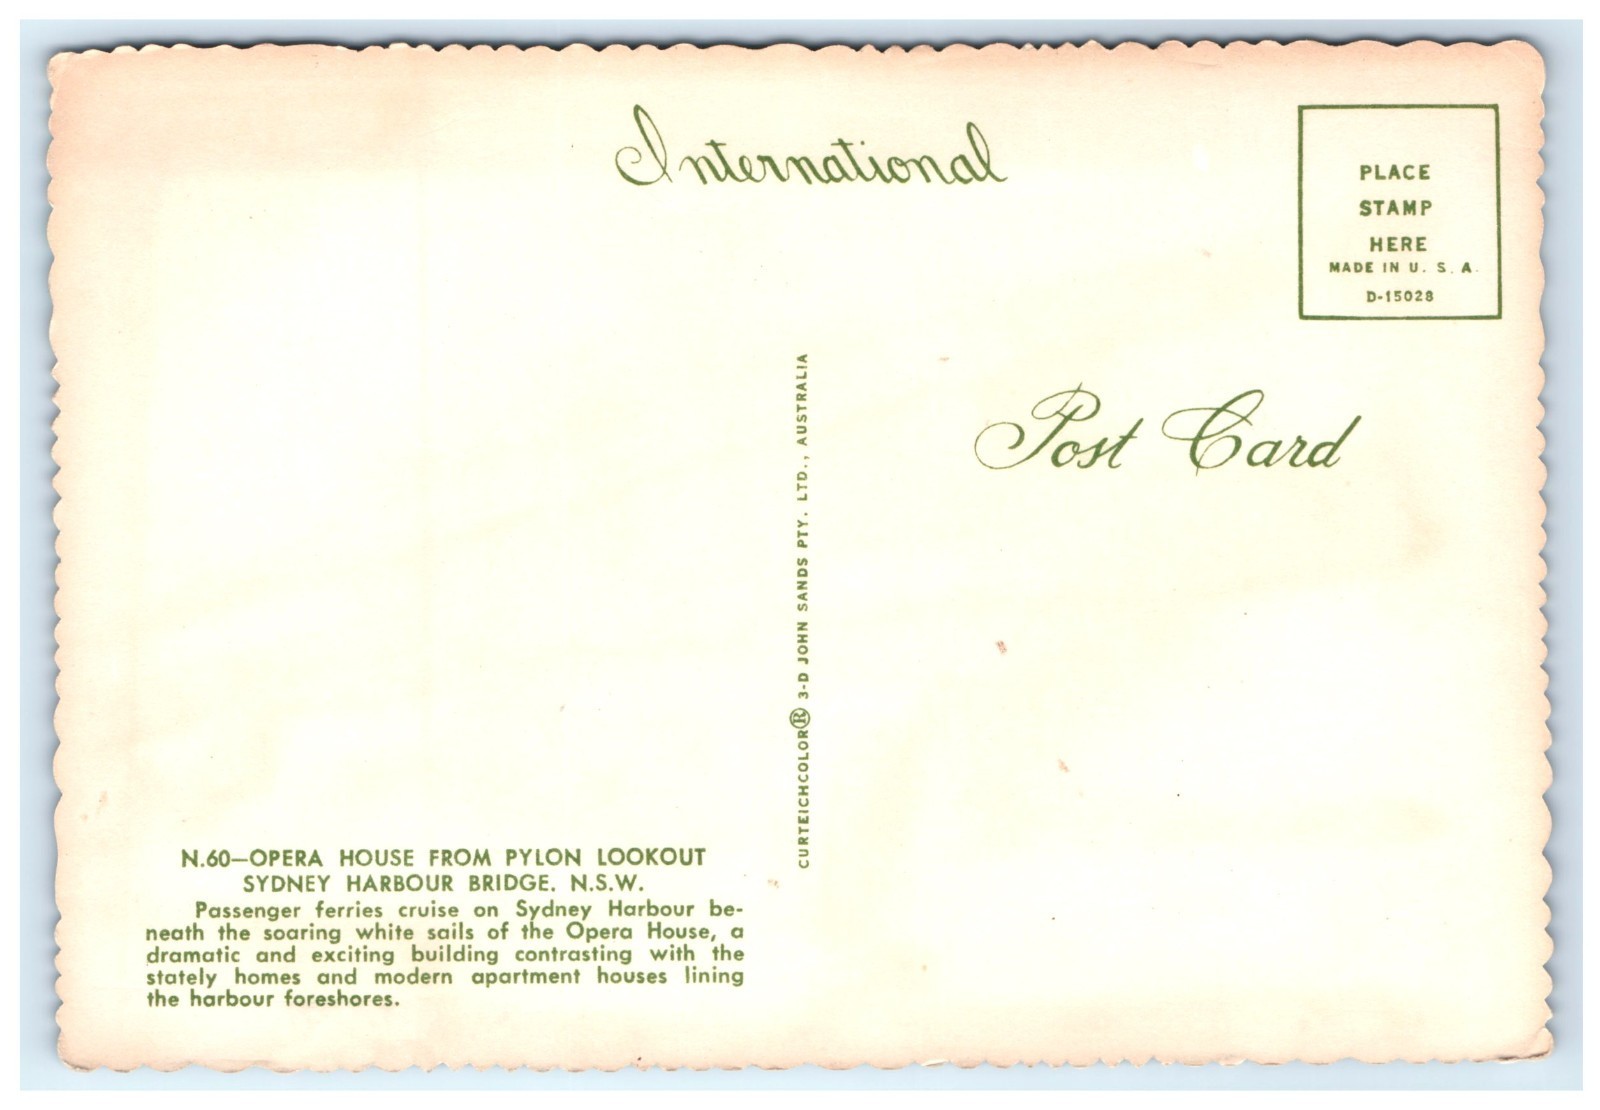 International
PLACE
STAMP
HERE
MADE IN U. S. A.
D-15028
Post Card
CURTEICHCOLOR® 3-D JOHN SANDS PTY. LTD., AUSTRALIA
N.60—OPERA HOUSE FROM PYLON LOOKOUT
SYDNEY HARBOUR BRIDGE. N.S.W.
Passenger ferries cruise on Sydney Harbour be-
neath the soaring white sails of the Opera House, a
dramatic and exciting building contrasting with the
stately homes and modern apartment houses lining
the harbour foreshores.